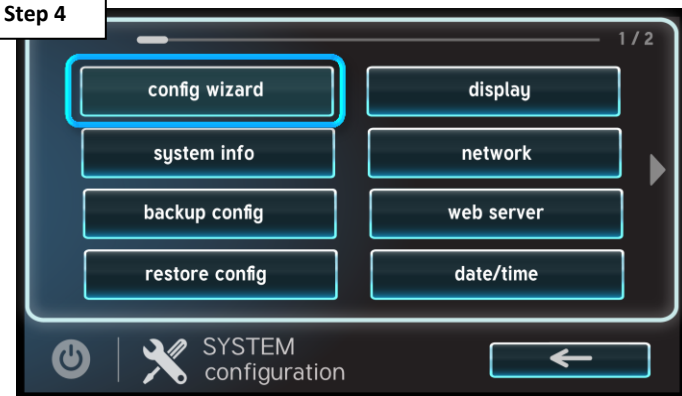 Step 4
1 / 2
config wizard
display
system info
network
backup config
web server
restore config
date/time
SYSTEM
configuration